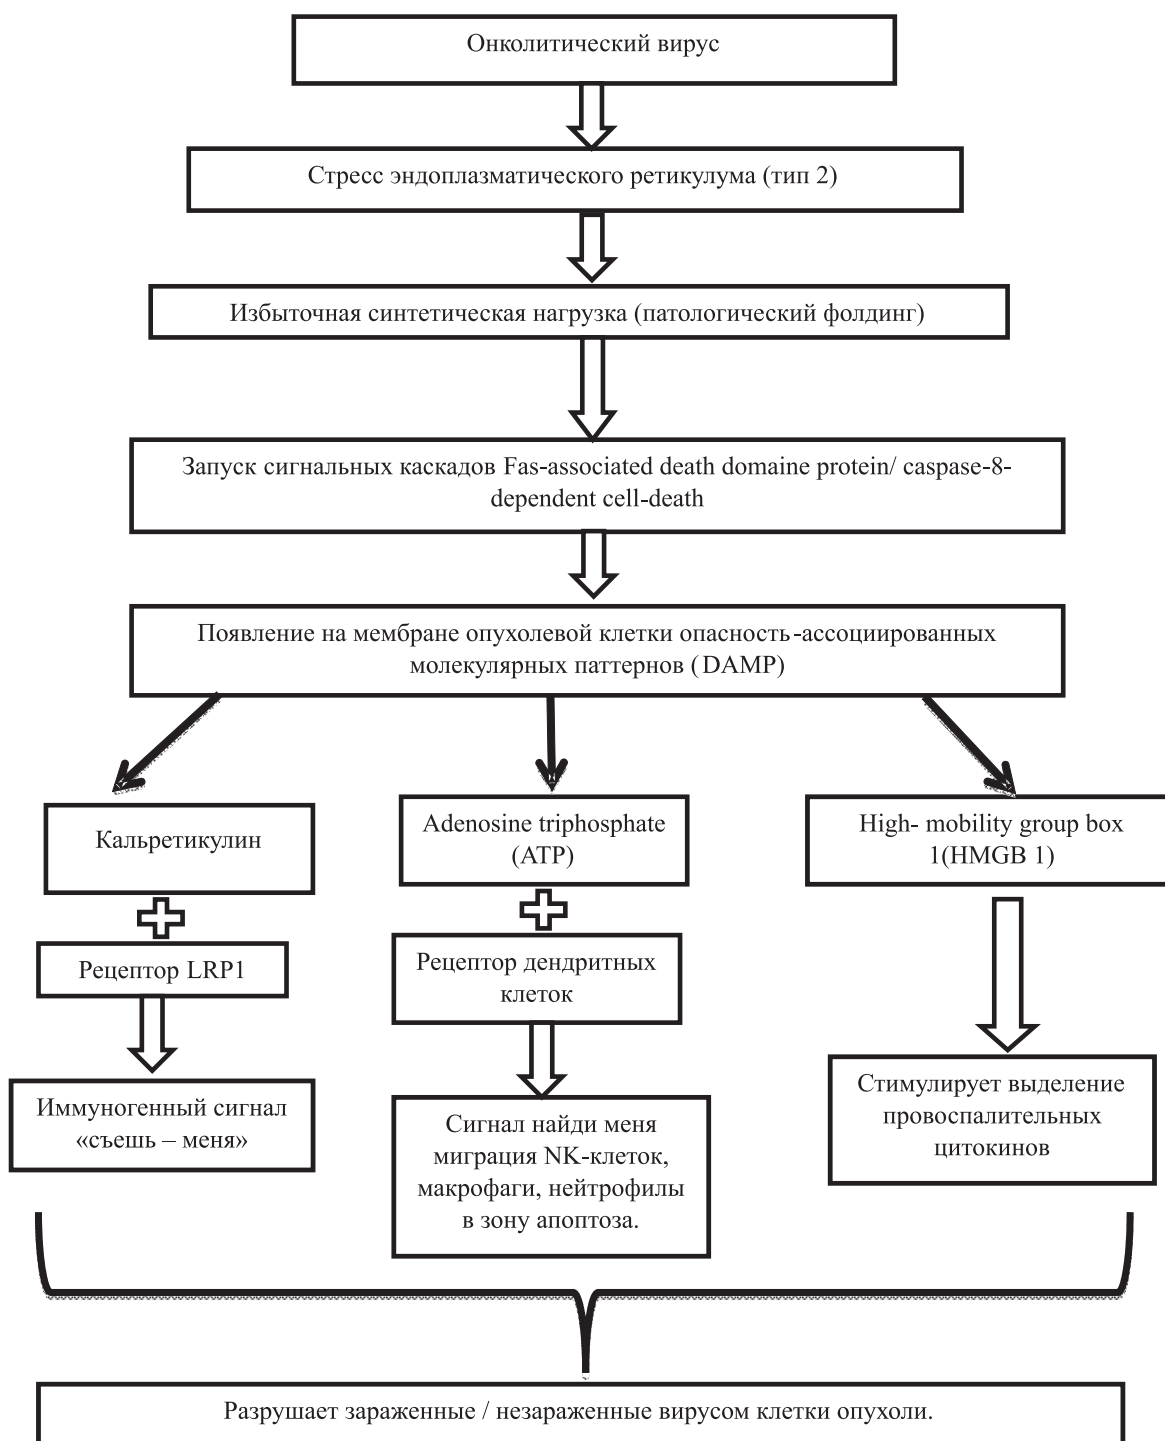 Онколитический вирус
Стресс эндоплазматического ретикулума (тип 2)
Избыточная синтетическая нагрузка (патологический фолдинг)
Запуск сигнальных каскадов Fas-associated death domaine protein/ caspase-8-
dependent cell-death
Появление на мембране опухолевой клетки опасность-ассоциированных
молекулярных паттернов (DAMP)
Кальретикулин
Adenosine triphosphate
(ATP)
High- mobility group box
1(HMGB 1)
Рецептор LRP1
Рецептор дендритных
клеток
Иммуногенный сигнал
«съешь – меня»
Сигнал найди меня
миграция NK-клеток,
макрофаги, нейтрофилы
в зону апоптоза.
Стимулирует выделение
провоспалительных
цитокинов
Разрушает зараженные / незараженные вирусом клетки опухоли.